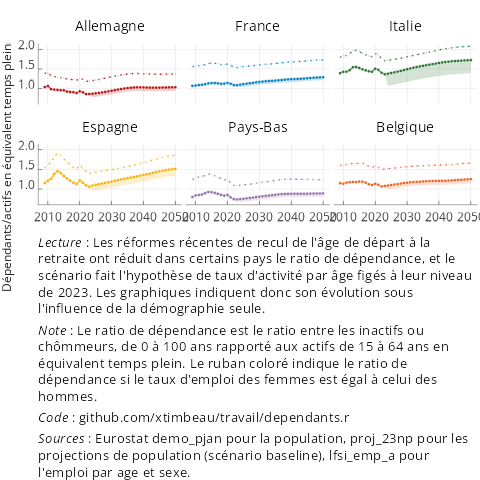 Allemagne
France
Italie
Dépendants/actifs en équivalent temps plein
2.0
1.5
1.0
Espagne
Pays-Bas
Belgique
2.0
1.5
1.0
2010 2020 2030 2040 2050
2010 2020 2030 2040 2050
2010 2020 2030 2040 2050
Lecture : Les réformes récentes de recul de l'âge de départ à la
retraite ont réduit dans certains pays le ratio de dépendance, et le
scénario fait l'hypothèse de taux d'activité par âge figés à leur niveau
de 2023. Les graphiques indiquent donc son évolution sous
l'influence de la démographie seule.
Note : Le ratio de dépendance est le ratio entre les inactifs ou
chômmeurs, de 0 à 100 ans rapporté aux actifs de 15 à 64 ans en
équivalent temps plein. Le ruban coloré indique le ratio de
dépendance si le taux d'emploi des femmes est égal à celui des
hommes.
Code : github.com/xtimbeau/travail/dependants.r
Sources : Eurostat demo_pjan pour la population, proj_23np pour les
projections de population (scénario baseline), lfsi_emp_a pour
l'emploi par age et sexe.